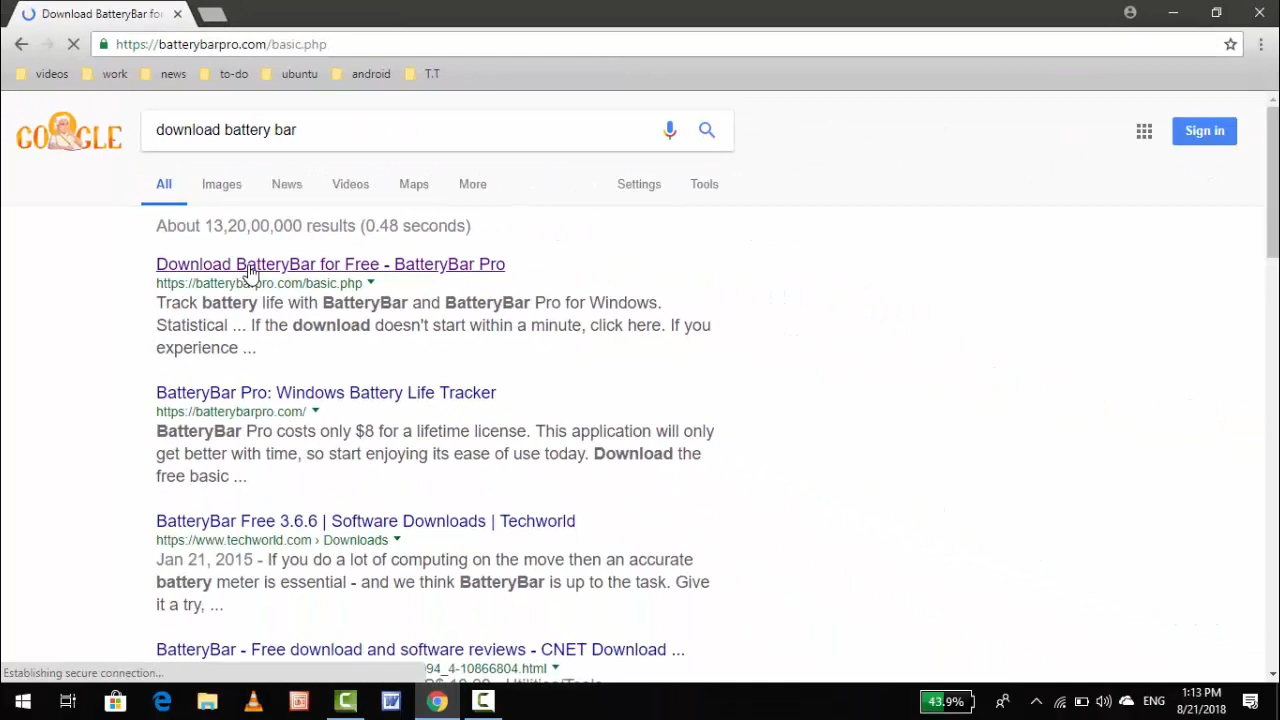 Download BatteryBar fo
https://batterybarpro.com/basic.php
videos work news to-do ubuntu android T.T
GOOGLE
download battery bar
Sign in
All Images News Videos Maps More Settings Tools
About 13,20,00,000 results (0.48 seconds)
Download BatteryBar for Free - BatteryBar Pro
https://batterybarpro.com/basic.php
Track battery life with BatteryBar and BatteryBar Pro for Windows.
Statistical ... If the download doesn't start within a minute, click here. If you
experience ...
BatteryBar Pro: Windows Battery Life Tracker
https://batterybarpro.com/
BatteryBar Pro costs only $8 for a lifetime license. This application will only
get better with time, so start enjoying its ease of use today. Download the
free basic ...
BatteryBar Free 3.6.6 | Software Downloads | Techworld
https://www.techworld.com › Downloads
Jan 21, 2015 - If you do a lot of computing on the move then an accurate
battery meter is essential - and we think BatteryBar is up to the task. Give
it a try, ...
BatteryBar - Free download and software reviews - CNET Download ...
94_4-10866804.html
Establishing secure connection...
43.9% ENG 1:13 PM
8/21/2018